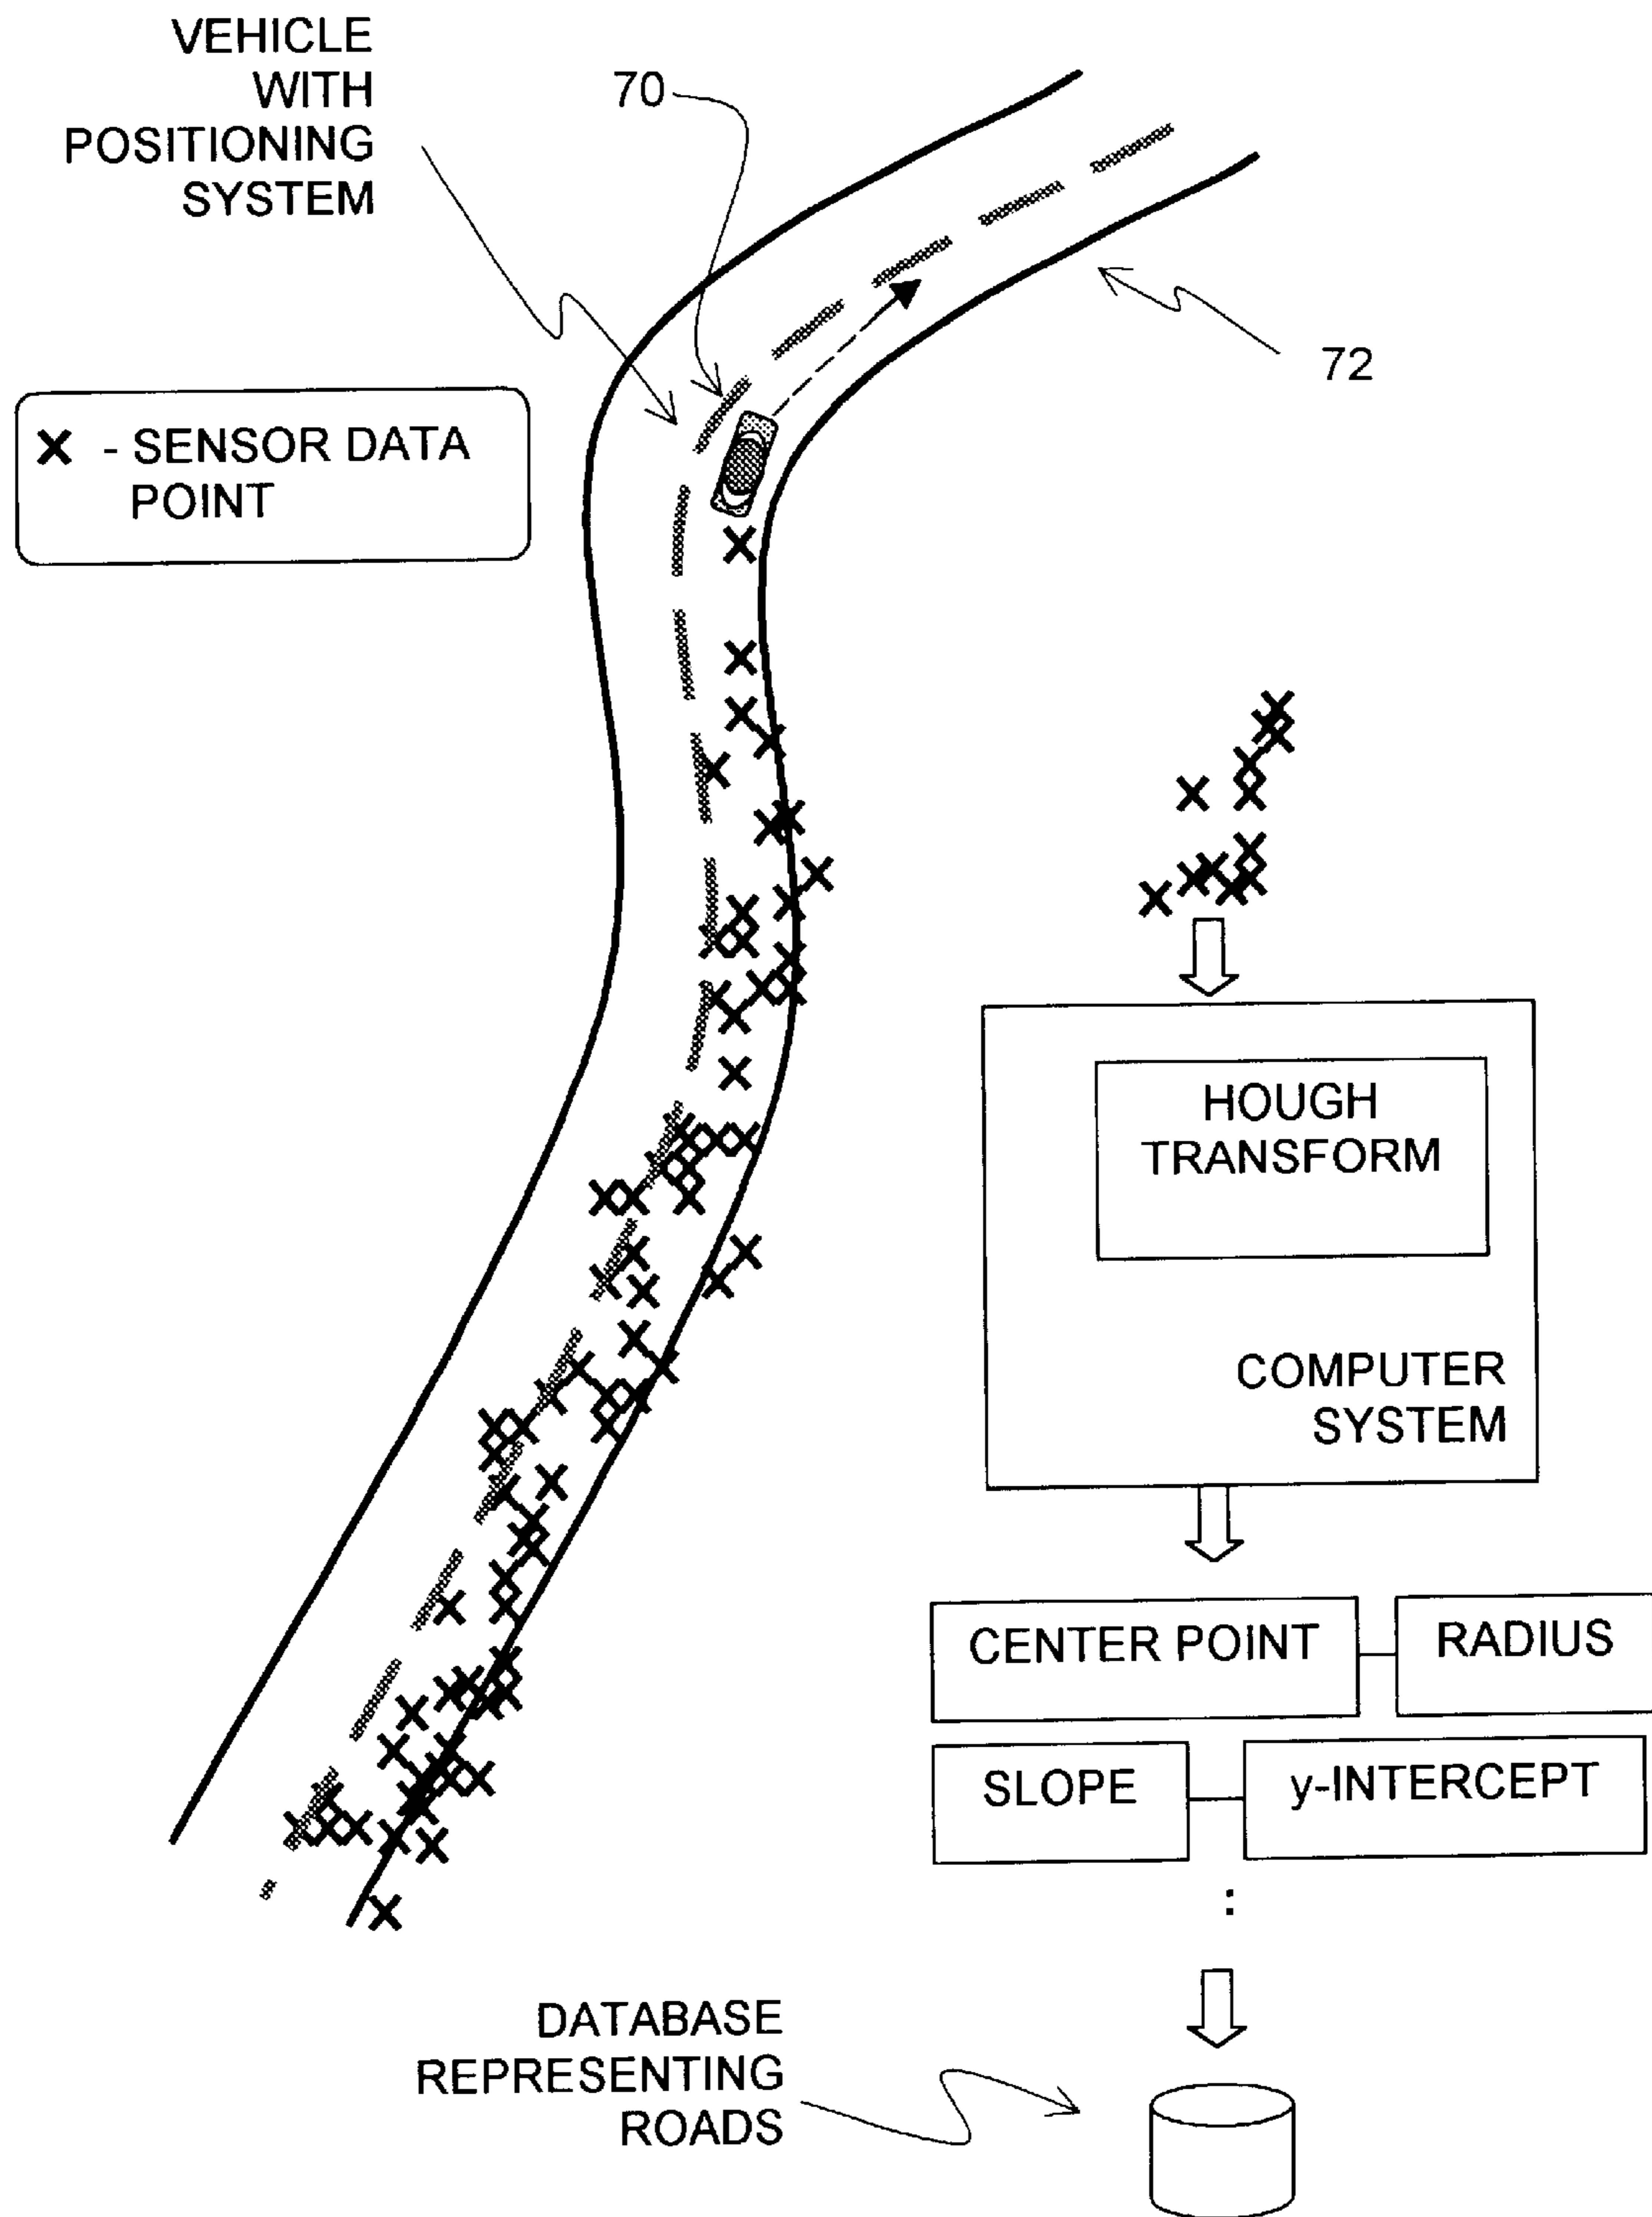 VEHICLE
WITH
POSITIONING
SYSTEM
70
72
X - SENSOR DATA
POINT
HOUGH
TRANSFORM
COMPUTER
SYSTEM
CENTER POINT
RADIUS
SLOPE
y-INTERCEPT
:
DATABASE
REPRESENTING
ROADS